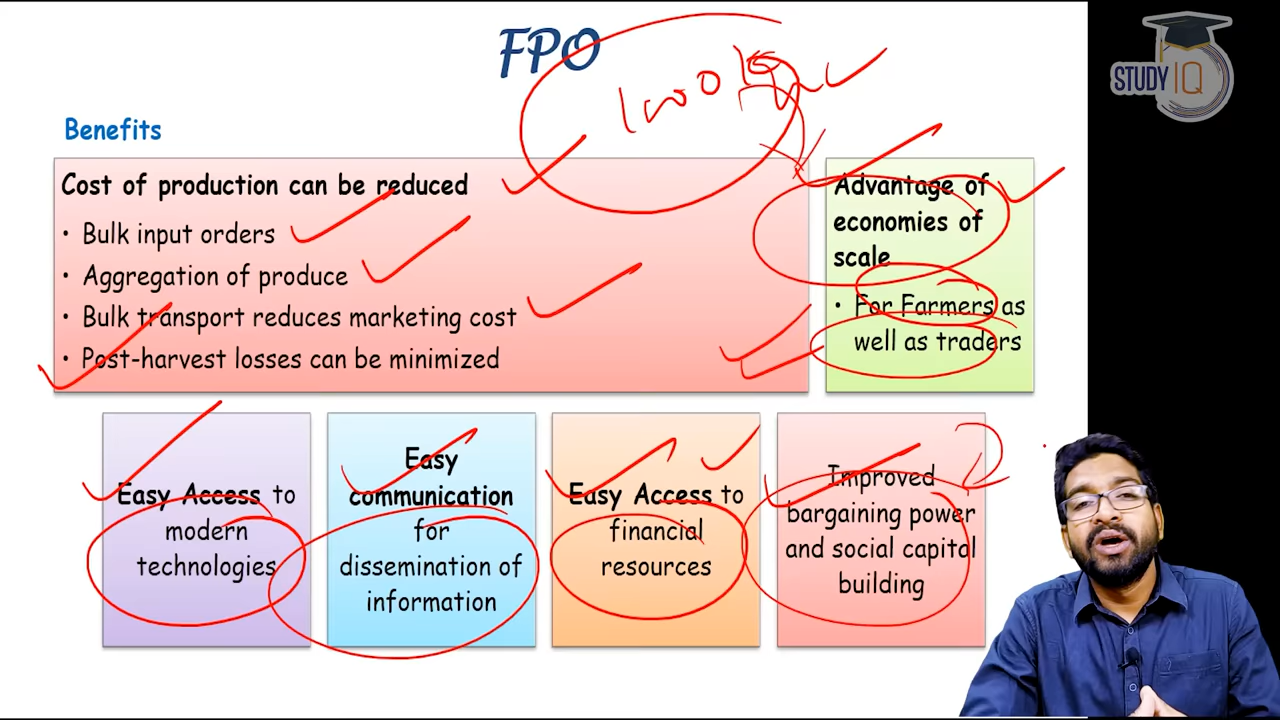 FPO
STUDY IQ
1000 kg
Benefits
Cost of production can be reduced
• Bulk input orders
• Aggregation of produce
• Bulk transport reduces marketing cost
• Post-harvest losses can be minimized
Advantage of
economies of
scale
• For Farmers as
well as traders
Easy Access to
modern
technologies
Easy
communication
for
dissemination of
information
Easy Access to
financial
resources
Improved
bargaining power
and social capital
building